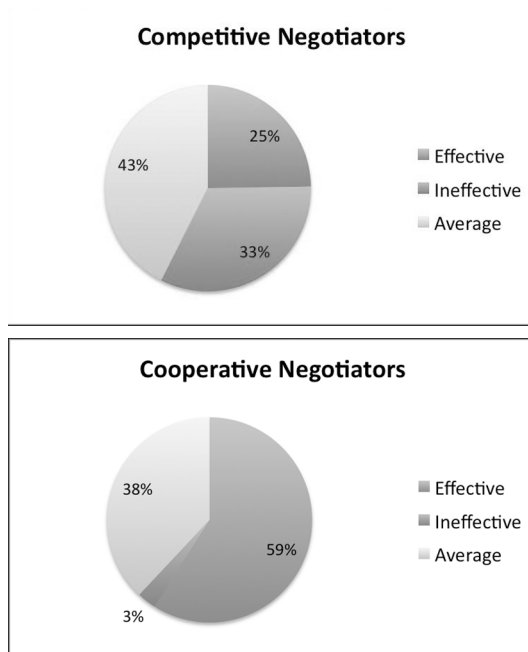 Competitive Negotiators
25%
43%
33%
Effective
Ineffective
Average
Cooperative Negotiators
38%
59%
3%
Effective
Ineffective
Average